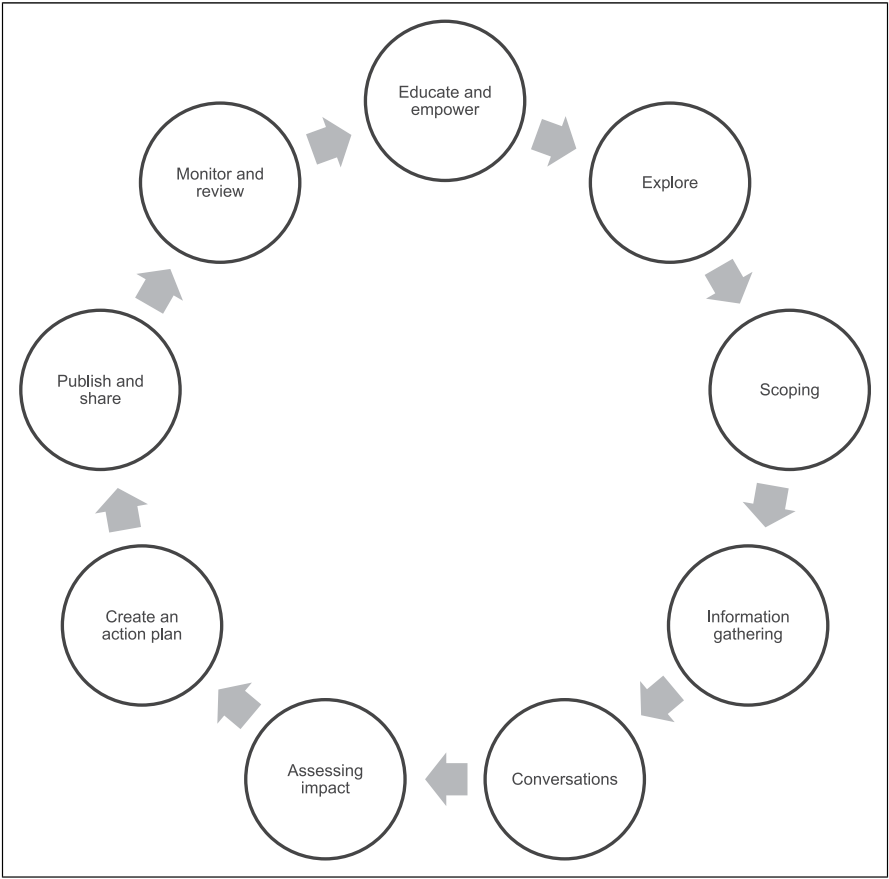 Educate and
empower
Explore
Scoping
Information
gathering
Conversations
Assessing
impact
Create an
action plan
Publish and
share
Monitor and
review